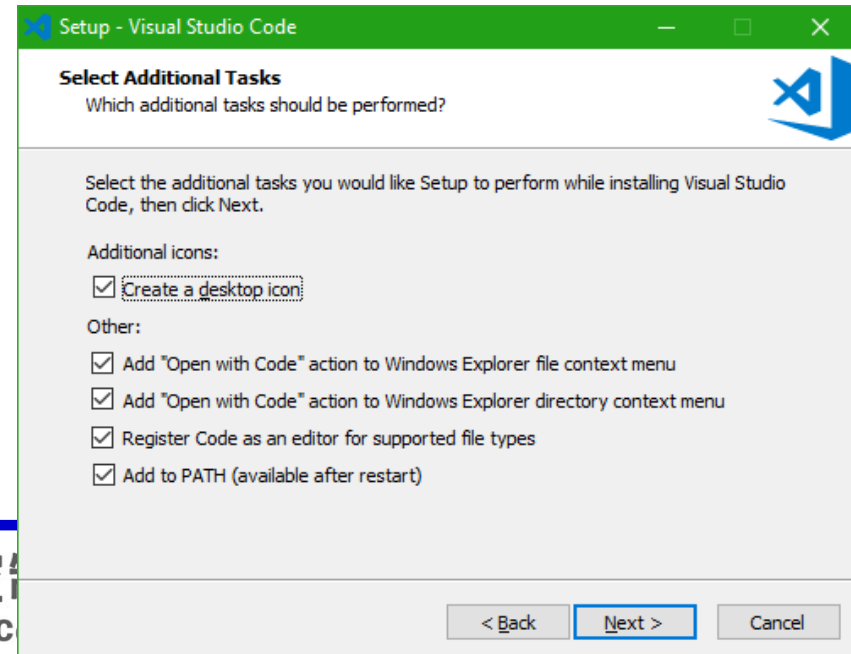 Setup - Visual Studio Code
Select Additional Tasks
Which additional tasks should be performed?
Select the additional tasks you would like Setup to perform while installing Visual Studio
Code, then click Next.
Additional icons:
Create a desktop icon
Other:
Add "Open with Code" action to Windows Explorer file context menu
Add "Open with Code" action to Windows Explorer directory context menu
Register Code as an editor for supported file types
Add to PATH (available after restart)
< Back Next > Cancel